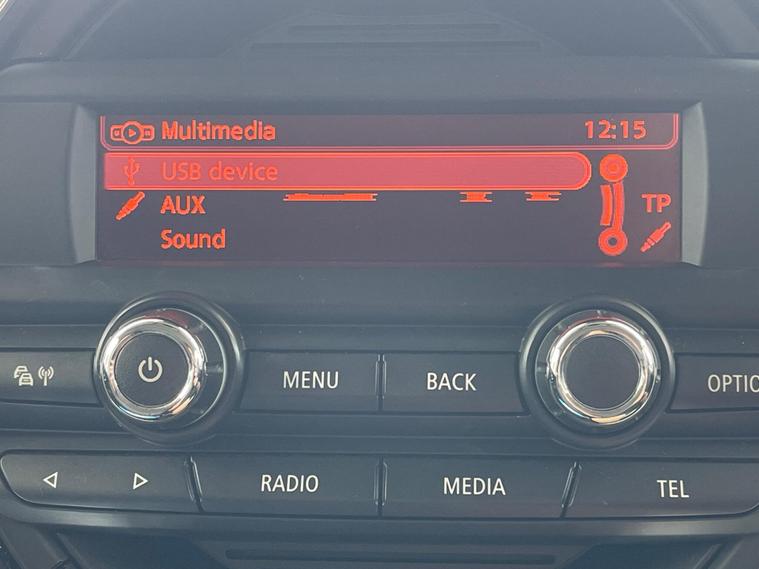 Multimedia 12:15
USB device
AUX TP
Sound
MENU BACK OPTIO
RADIO MEDIA TEL